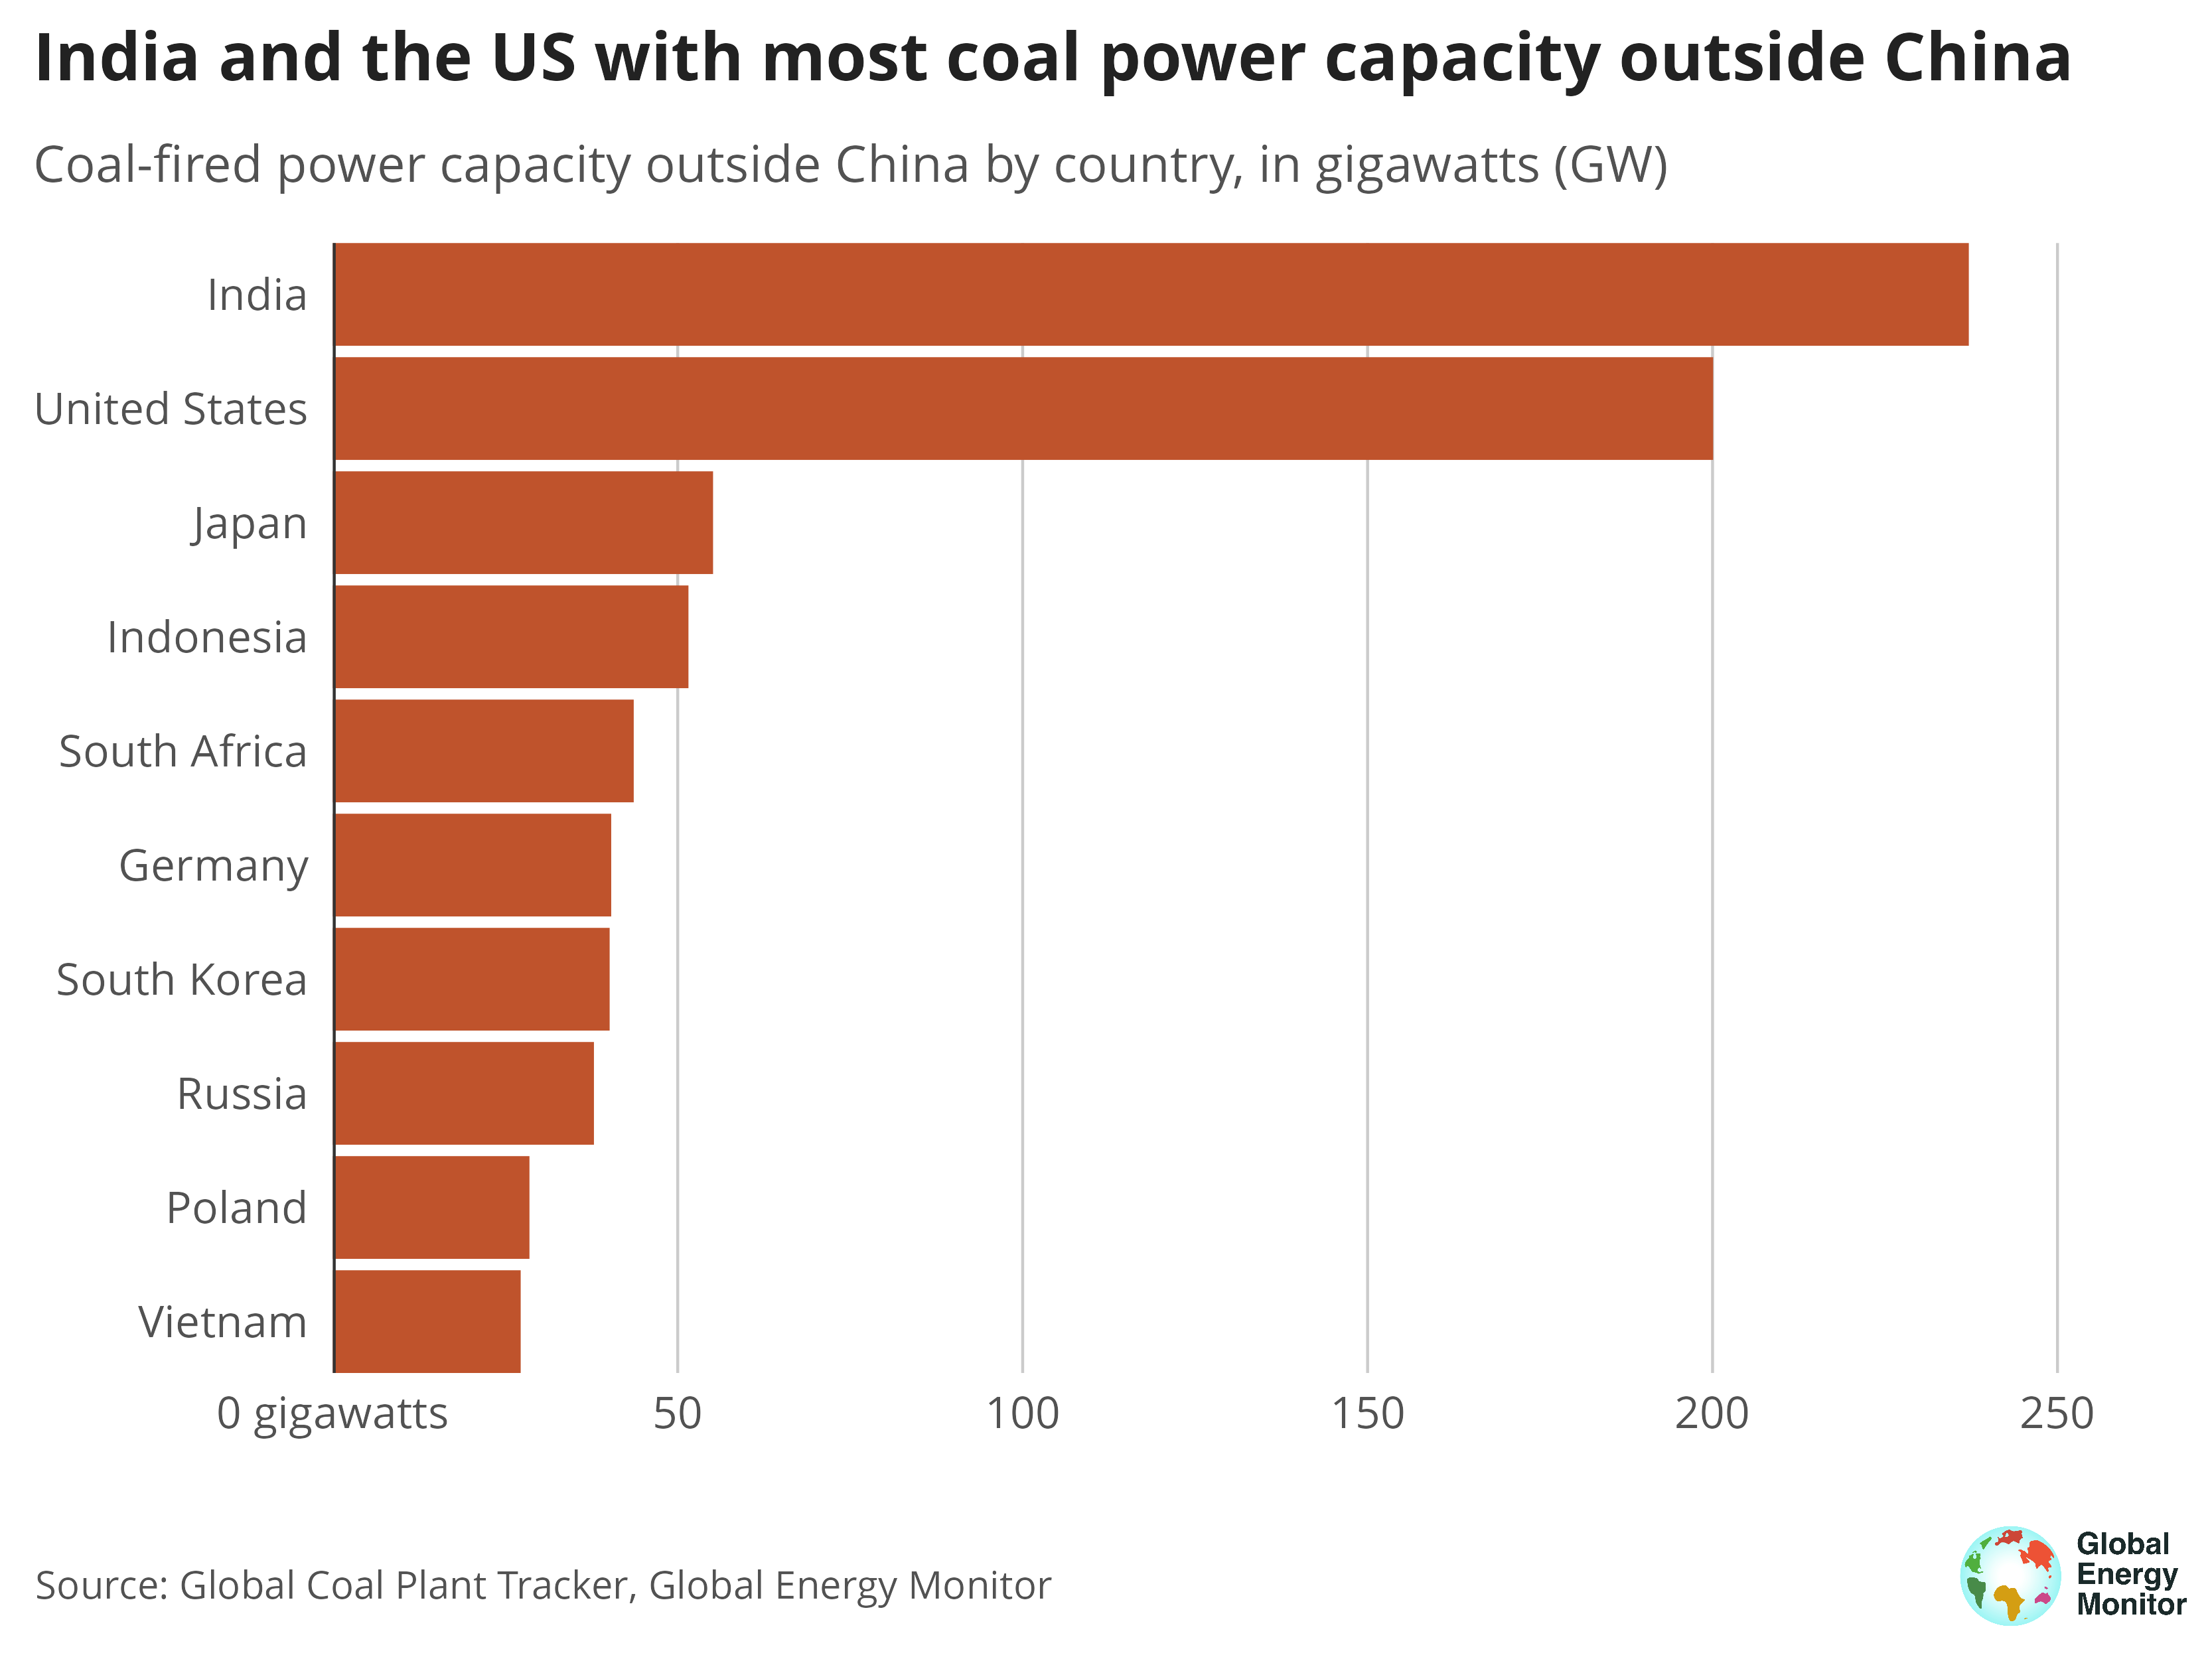 India and the US with most coal power capacity outside China
Coal-fired power capacity outside China by country, in gigawatts (GW)
India
United States
Japan
Indonesia
South Africa
Germany
South Korea
Russia
Poland
Vietnam
0 gigawatts 50 100 150 200 250
Source: Global Coal Plant Tracker, Global Energy Monitor
Global
Energy
Monitor